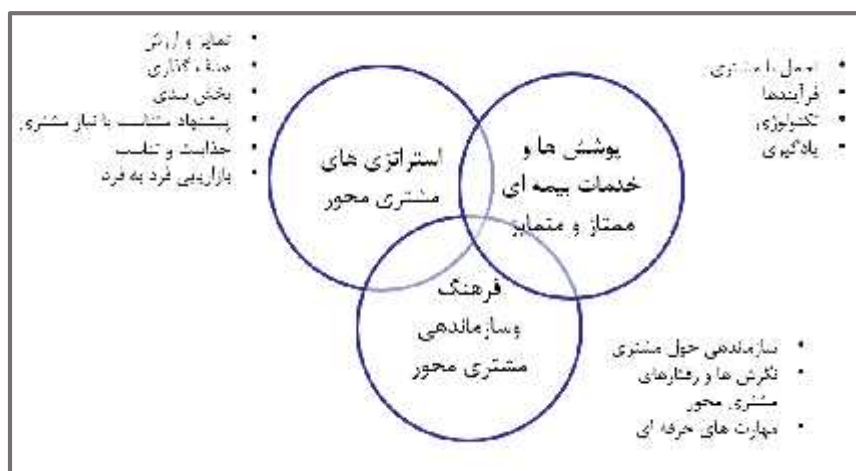 تمایز و ارزش
هدف گذاری
بخش بندی
پیشنهاد متناسب با نیاز مشتری
جذابیت و تناسب
بازاریابی فرد به فرد
تعامل با مشتری
فرآیندها
تکنولوژی
یادگیری
استراتژی های
مشتری محور
پوشش ها و
خدمات بیمه ای
ممتاز و متمایز
فرهنگ
وسازماندهی
مشتری محور
سازماندهی حول مشتری
نگرش ها و رفتارهای
مشتری محور
مهارت های حرفه ای